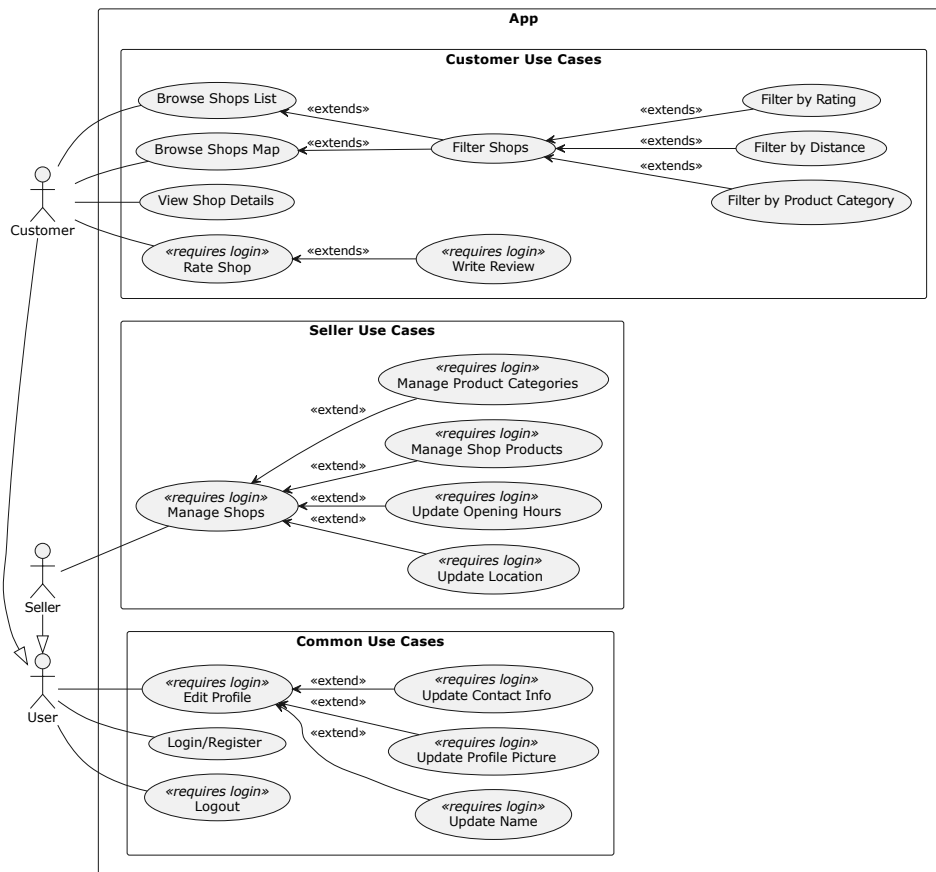 App
Customer Use Cases
Browse Shops List
«extends»
Filter by Rating
«extends»
Browse Shops Map
«extends»
Filter Shops
«extends»
Filter by Distance
«extends»
View Shop Details
Filter by Product Category
Customer
«requires login»
Rate Shop
«extends»
«requires login»
Write Review
Seller Use Cases
«requires login»
Manage Product Categories
«extend»
«requires login»
Manage Shop Products
«extend»
«requires login»
Manage Shops
«extend»
«requires login»
Update Opening Hours
«extend»
«requires login»
Update Location
Seller
Common Use Cases
«requires login»
Edit Profile
«extend»
«requires login»
Update Contact Info
«extend»
User
Login/Register
«extend»
«requires login»
Update Profile Picture
«requires login»
Logout
«requires login»
Update Name